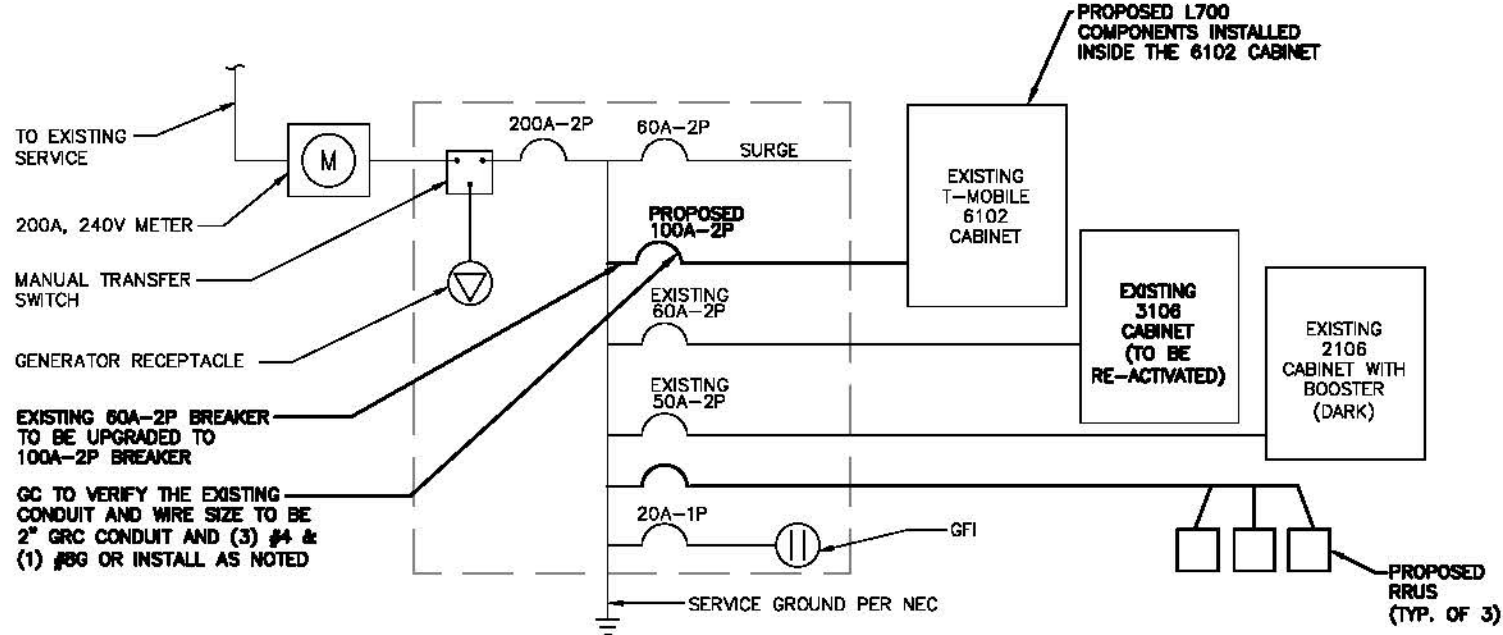 PROPOSED L700
COMPONENTS INSTALLED
INSIDE THE 6102 CABINET
TO EXISTING
SERVICE
M
200A-2P
60A-2P
SURGE
200A, 240V METER
MANUAL TRANSFER
SWITCH
GENERATOR RECEPTACLE
PROPOSED
100A-2P
EXISTING
T-MOBILE
6102
CABINET
EXISTING
60A-2P
EXISTING
3106
CABINET
(TO BE
RE-ACTIVATED)
EXISTING
50A-2P
EXISTING
2106
CABINET WITH
BOOSTER
(DARK)
EXISTING 60A-2P BREAKER
TO BE UPGRADED TO
100A-2P BREAKER
GC TO VERIFY THE EXISTING
CONDUIT AND WIRE SIZE TO BE
2" GRC CONDUIT AND (3) #4 &
(1) #8G OR INSTALL AS NOTED
20A-1P
GFI
SERVICE GROUND PER NEC
PROPOSED
RRUS
(TYP. OF 3)